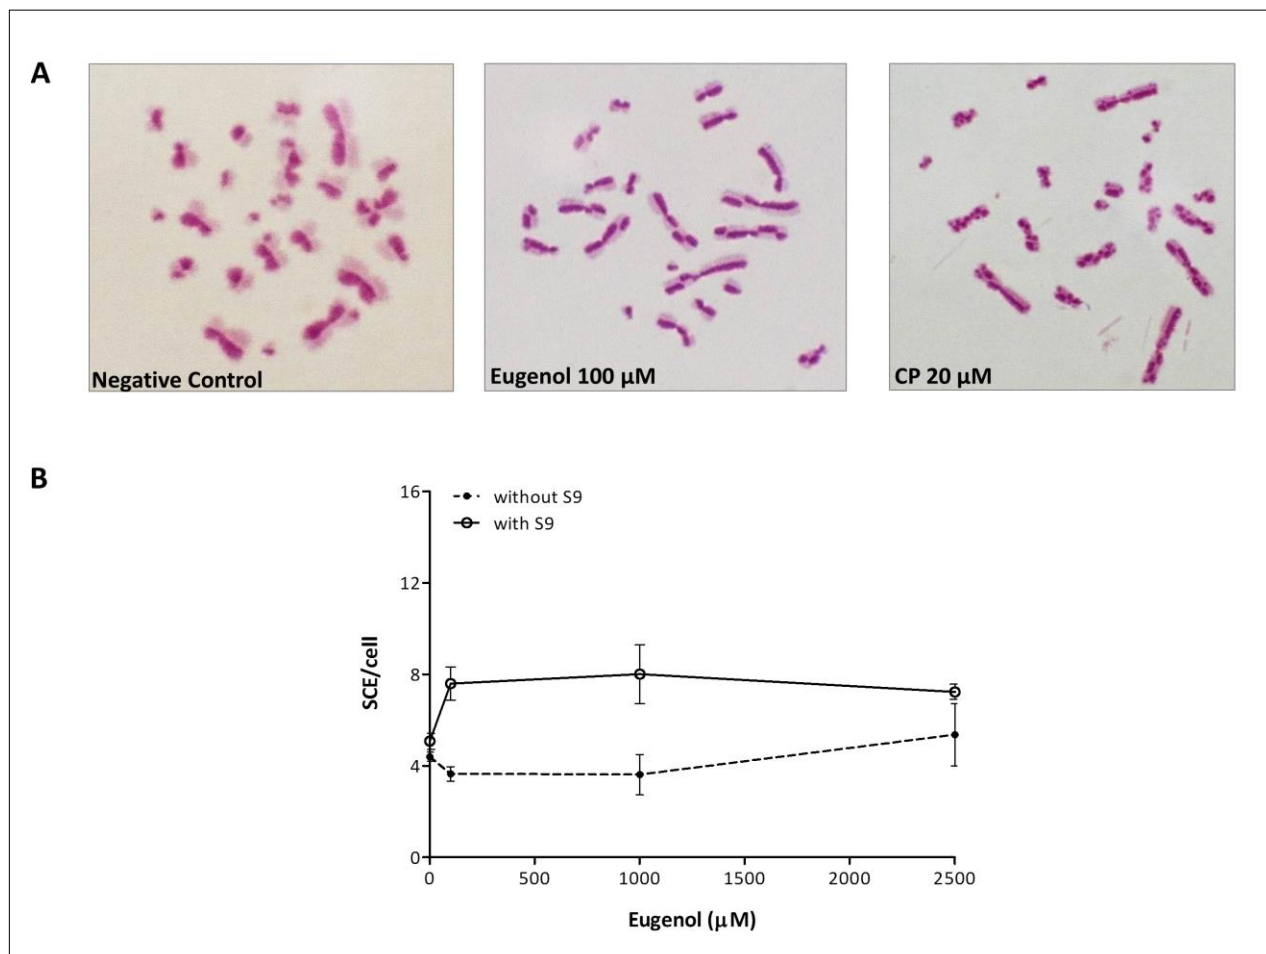 A
Negative Control
Eugenol 100 μM
CP 20 μM
B
without S9
with S9
16
12
8
4
0
SCE/cell
0 500 1000 1500 2000 2500
Eugenol (μM)